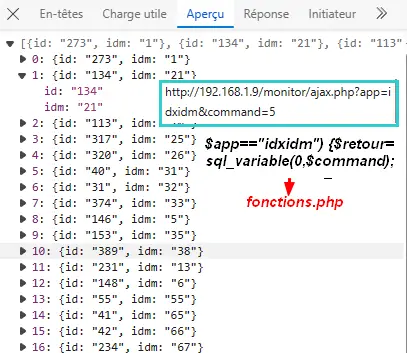 En-têtes Charge utile Aperçu Réponse Initiateur
[{id: "273", idm: "1"}, {id: "134", idm: "21"}, {id: "113"
0: {id: "273", idm: "1"}
1: {id: "134", idm: "21"}
id: "134"
idm: "21"
http://192.168.1.9/monitor/ajax.php?app=i
dxidm&command=5
2: {id: "113"
$app=="idxidm") {$retour=
sql_variable(0,$command);
fonctions.php
3: {id: "317", idm: "25"}
4: {id: "320", idm: "26"}
5: {id: "40", idm: "31"}
6: {id: "31", idm: "32"}
7: {id: "374", idm: "33"}
8: {id: "146", idm: "5"}
9: {id: "153", idm: "35"}
10: {id: "389", idm: "38"}
11: {id: "231", idm: "13"}
12: {id: "148", idm: "6"}
13: {id: "55", idm: "55"}
14: {id: "41", idm: "65"}
15: {id: "42", idm: "66"}
16: {id: "234", idm: "67"}